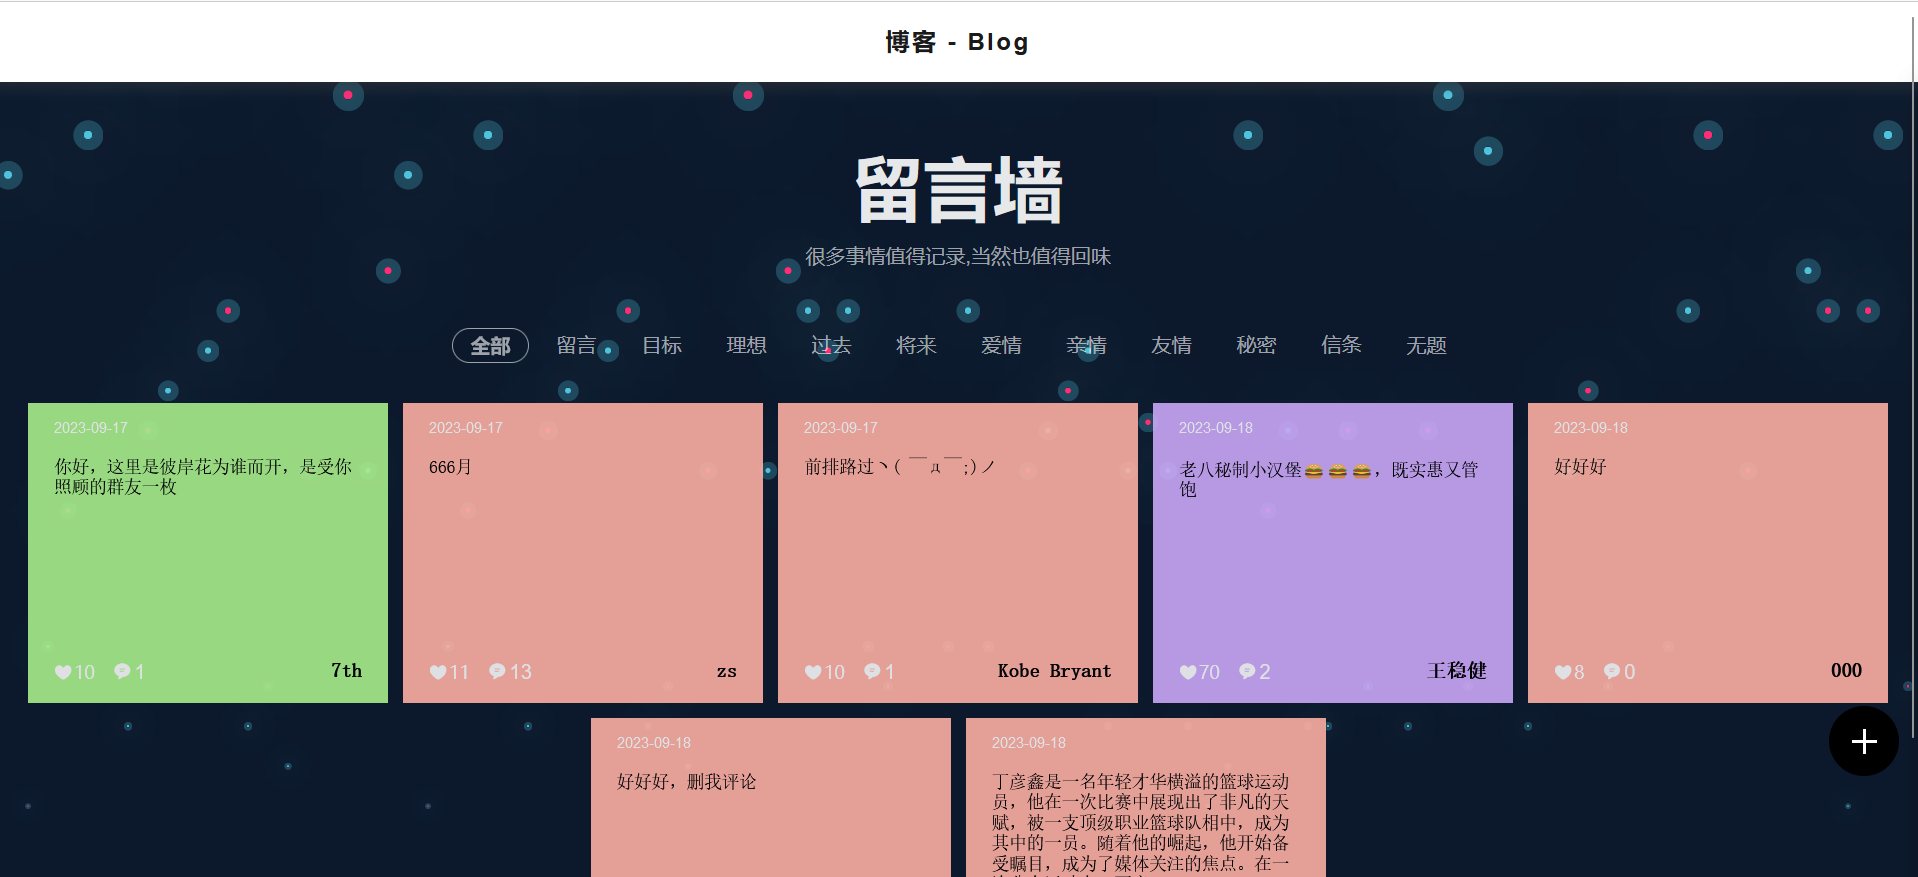 博客 - Blog
留言墙
很多事情值得记录,当然也值得回味
全部 留言 目标 理想 过去 将来 爱情 亲情 友情 秘密 信条 无题
2023-09-17
你好，这里是彼岸花为谁而开，是受你
照顾的群友一枚
10 1 7th
2023-09-17
666月
11 13 zs
2023-09-17
前排路过ヽ(￣д￣;)ノ
10 1 Kobe Bryant
2023-09-18
老八秘制小汉堡🍔🍔🍔，既实惠又管
饱
70 2 王稳健
2023-09-18
好好好
8 0 000
2023-09-18
好好好，删我评论
2023-09-18
丁彦鑫是一名年轻才华横溢的篮球运动
员，他在一次比赛中展现出了非凡的天
赋，被一支顶级职业篮球队相中，成为
其中的一员。随着他的崛起，他开始备
受瞩目，成为了媒体关注的焦点。在一